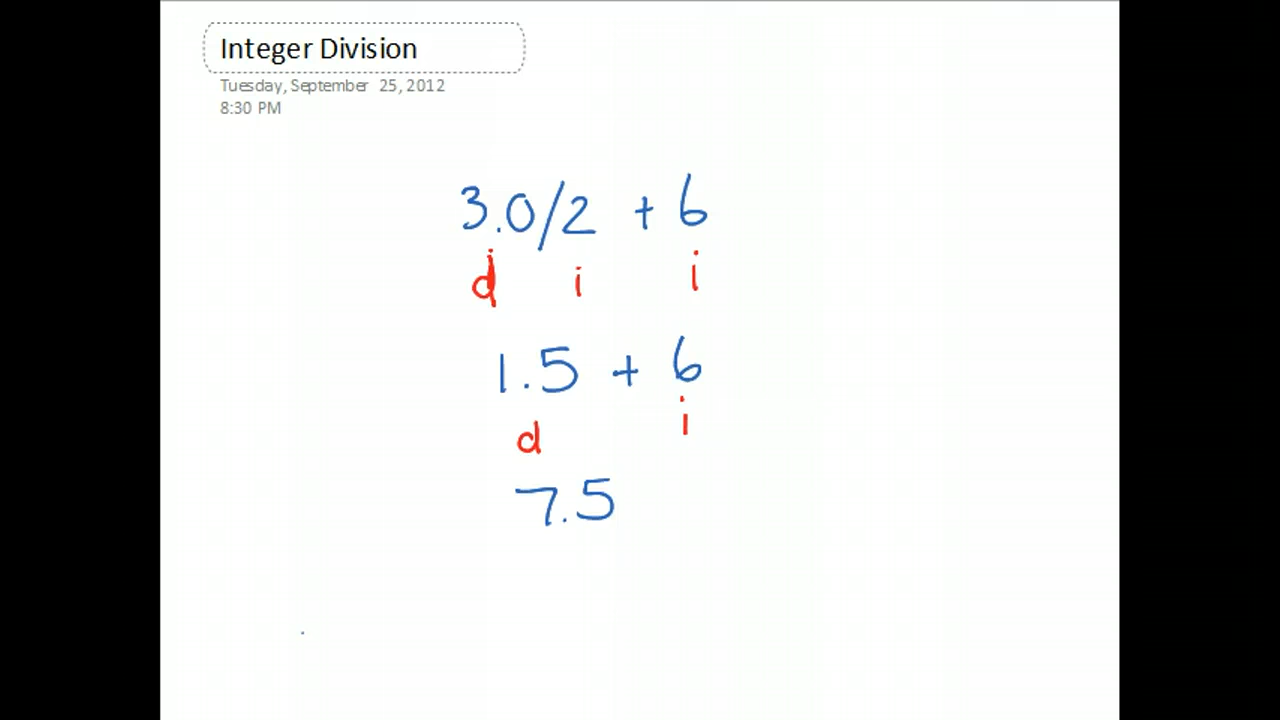 Integer Division
Tuesday, September 25, 2012
8:30 PM
3.0/2 + 6
d i i
1.5 + 6
d i
7.5